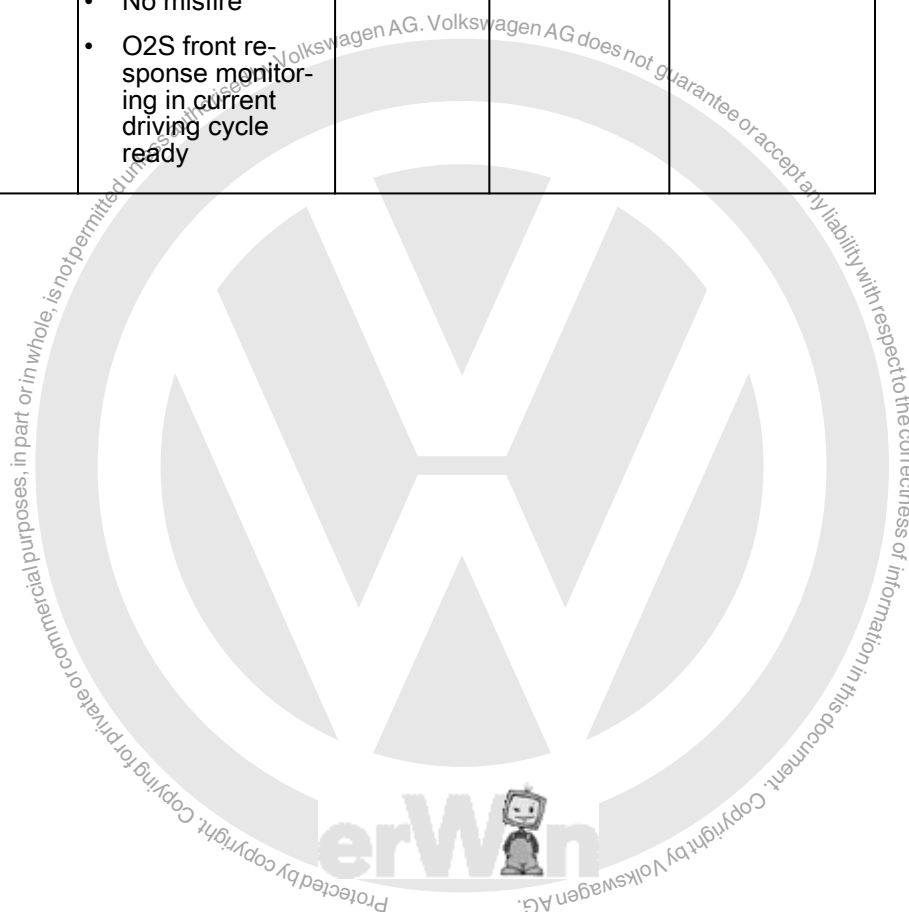 • No misfire
• O2S front re-
sponse monitor-
ing in current
driving cycle
ready
Protected by copyright. Copying for private or commercial purposes, in part or in whole, is not permitted unless authorised by Volkswagen AG. Volkswagen AG does not guarantee or accept any liability with respect to the correctness of information in this document. Copyright by Volkswagen AG.
erWin